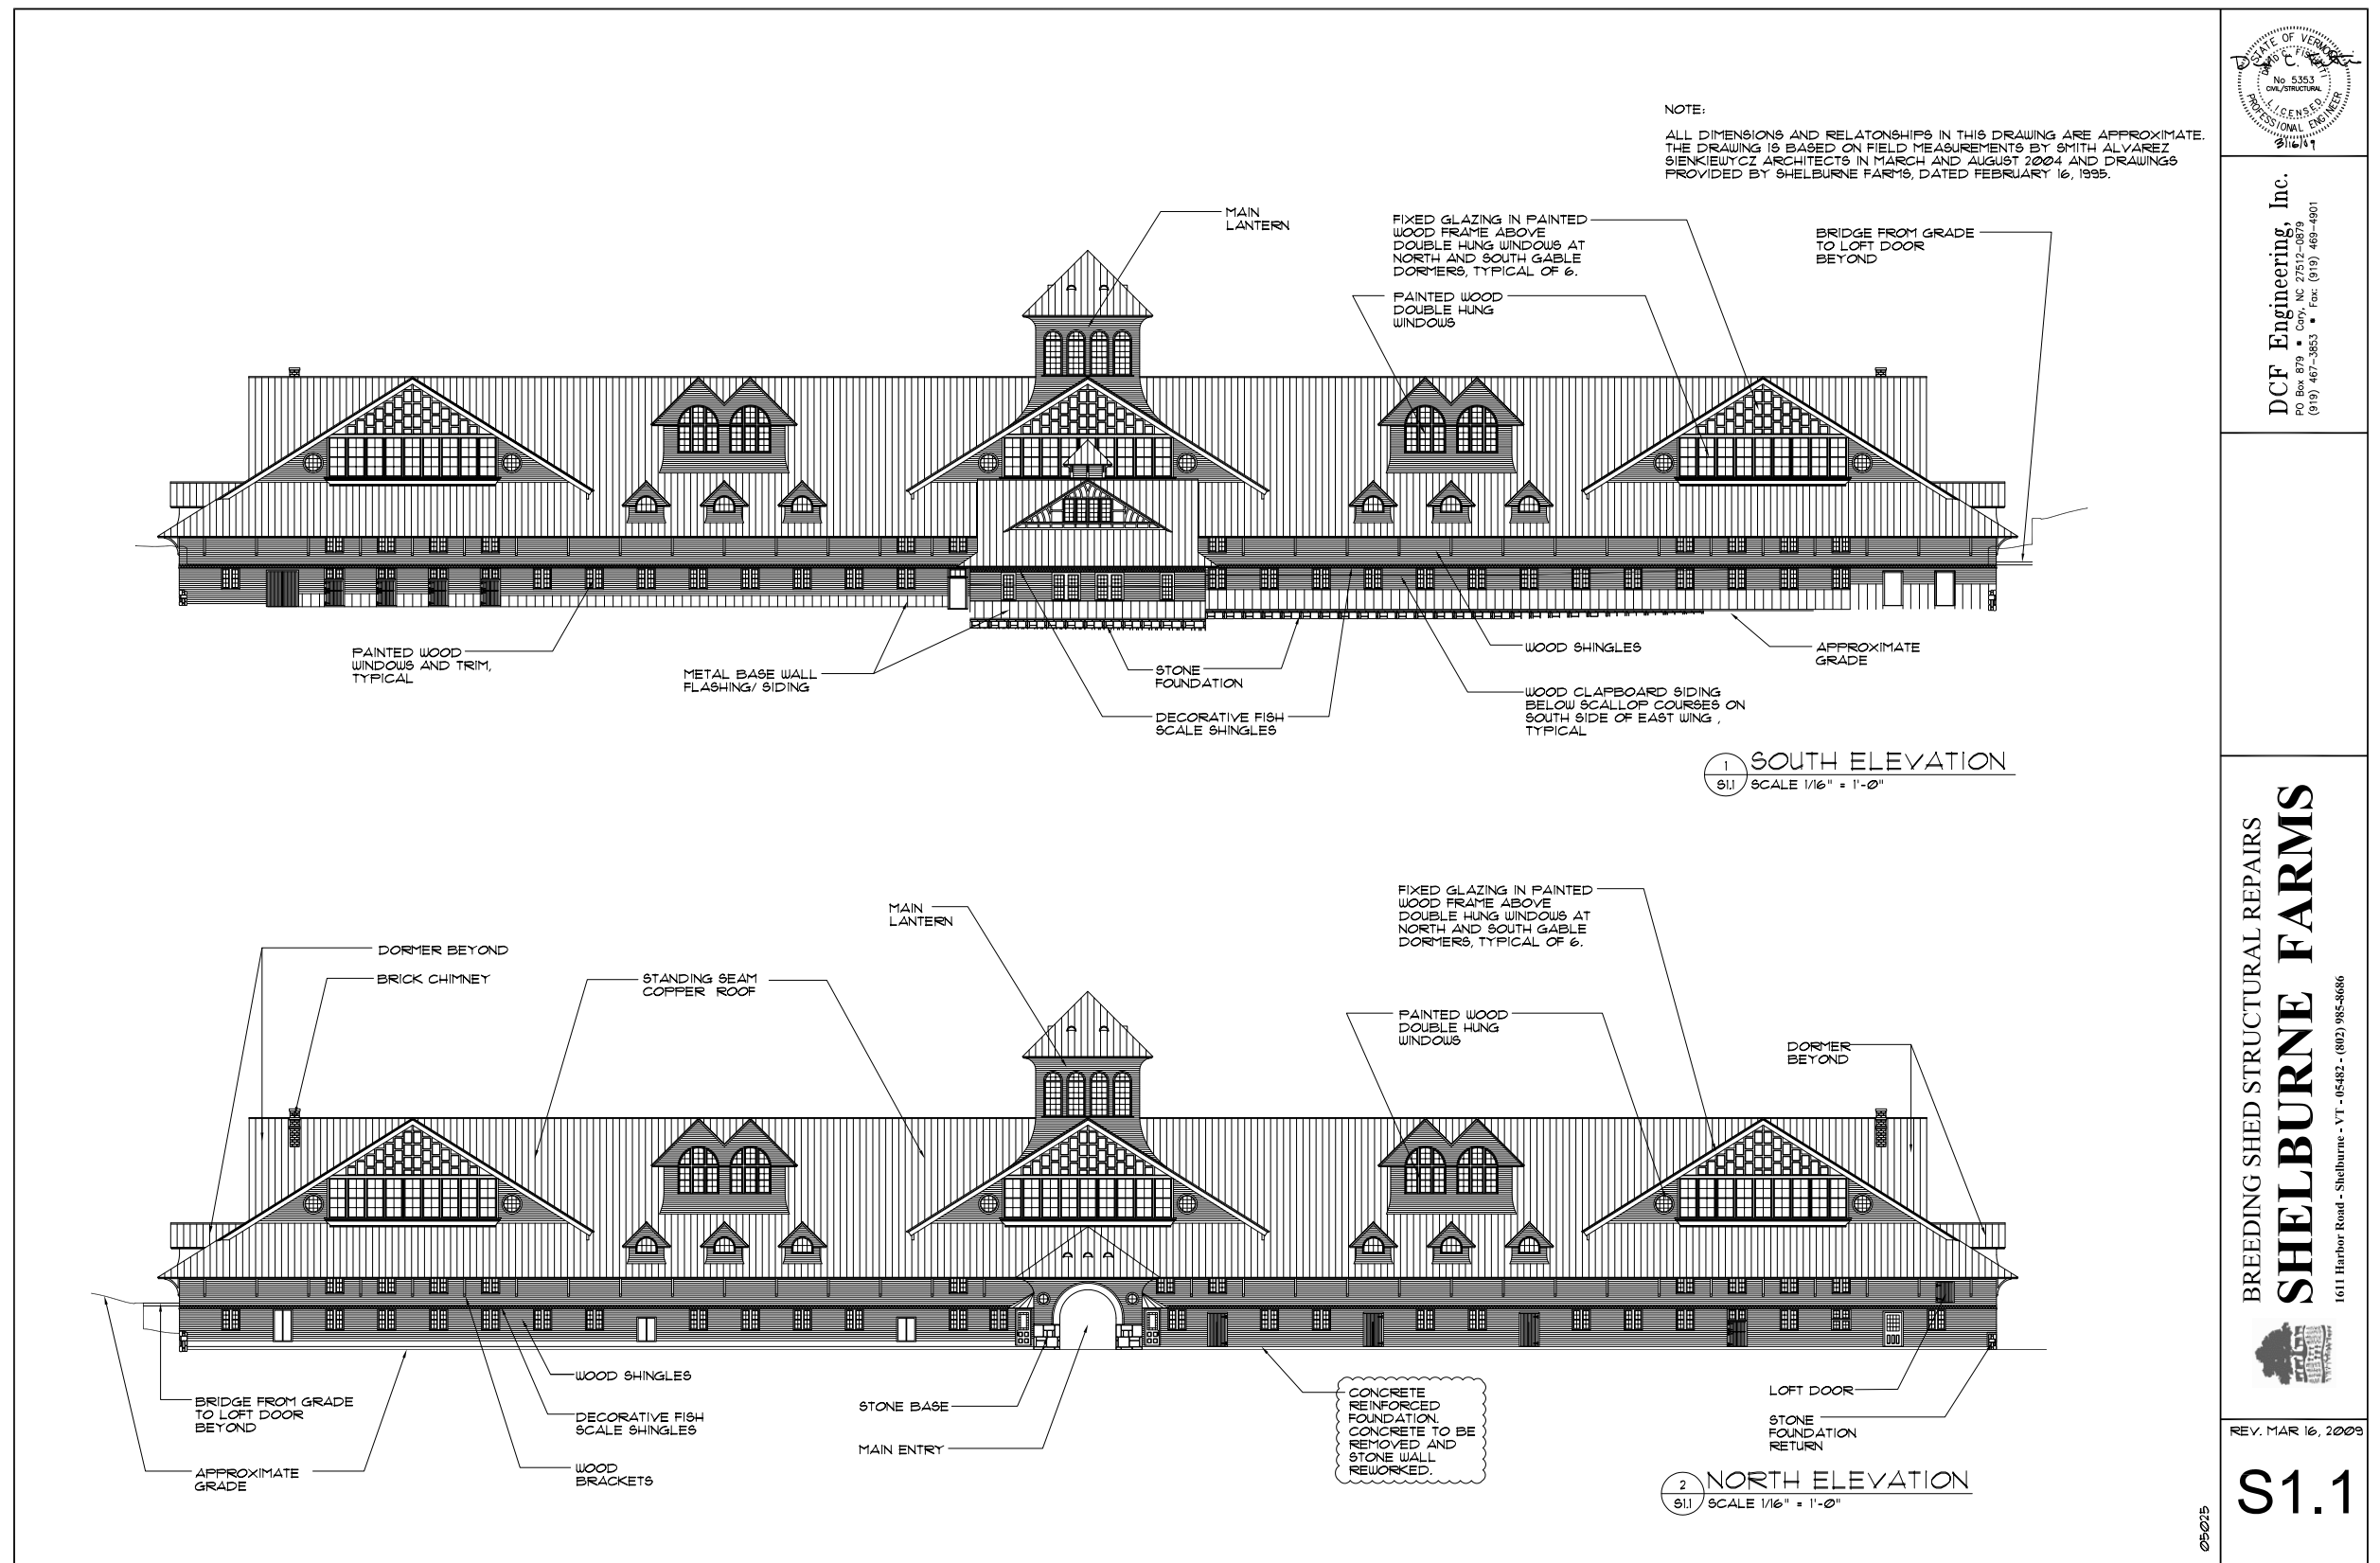 NOTE:
ALL DIMENSIONS AND RELATONSHIPS IN THIS DRAWING ARE APPROXIMATE.
THE DRAWING IS BASED ON FIELD MEASUREMENTS BY SMITH ALVAREZ
SIENKIEWYCZ ARCHITECTS IN MARCH AND AUGUST 2004 AND DRAWINGS
PROVIDED BY SHELBURNE FARMS, DATED FEBRUARY 16, 1995.
MAIN
LANTERN
FIXED GLAZING IN PAINTED
WOOD FRAME ABOVE
DOUBLE HUNG WINDOWS AT
NORTH AND SOUTH GABLE
DORMERS, TYPICAL OF 6.
PAINTED WOOD
DOUBLE HUNG
WINDOWS
BRIDGE FROM GRADE
TO LOFT DOOR
BEYOND
PAINTED WOOD
WINDOWS AND TRIM,
TYPICAL
METAL BASE WALL
FLASHING/ SIDING
STONE
FOUNDATION
DECORATIVE FISH
SCALE SHINGLES
WOOD SHINGLES
WOOD CLAPBOARD SIDING
BELOW SCALLOP COURSES ON
SOUTH SIDE OF EAST WING ,
TYPICAL
APPROXIMATE
GRADE
1
S1.1
SOUTH ELEVATION
SCALE 1/16" = 1'-0"
MAIN
LANTERN
DORMER BEYOND
BRICK CHIMNEY
STANDING SEAM
COPPER ROOF
FIXED GLAZING IN PAINTED
WOOD FRAME ABOVE
DOUBLE HUNG WINDOWS AT
NORTH AND SOUTH GABLE
DORMERS, TYPICAL OF 6.
PAINTED WOOD
DOUBLE HUNG
WINDOWS
DORMER
BEYOND
BRIDGE FROM GRADE
TO LOFT DOOR
BEYOND
APPROXIMATE
GRADE
WOOD SHINGLES
DECORATIVE FISH
SCALE SHINGLES
WOOD
BRACKETS
STONE BASE
MAIN ENTRY
CONCRETE
REINFORCED
FOUNDATION.
CONCRETE TO BE
REMOVED AND
STONE WALL
REWORKED.
LOFT DOOR
STONE
FOUNDATION
RETURN
2
S1.1
NORTH ELEVATION
SCALE 1/16" = 1'-0"
05025
STATE OF VERMONT
DAVID C. FISCHETTI
No 5353
CIVIL/STRUCTURAL
LICENSED
PROFESSIONAL ENGINEER
3/16/09
DCF Engineering, Inc.
PO Box 879 ▪ Cary, NC 27512-0879
(919) 467-3853 ▪ Fax: (919) 469-4901
BREEDING SHED STRUCTURAL REPAIRS
SHELBURNE FARMS
1611 Harbor Road - Shelburne - VT - 05482 - (802) 985-8686
REV. MAR 16, 2009
S1.1